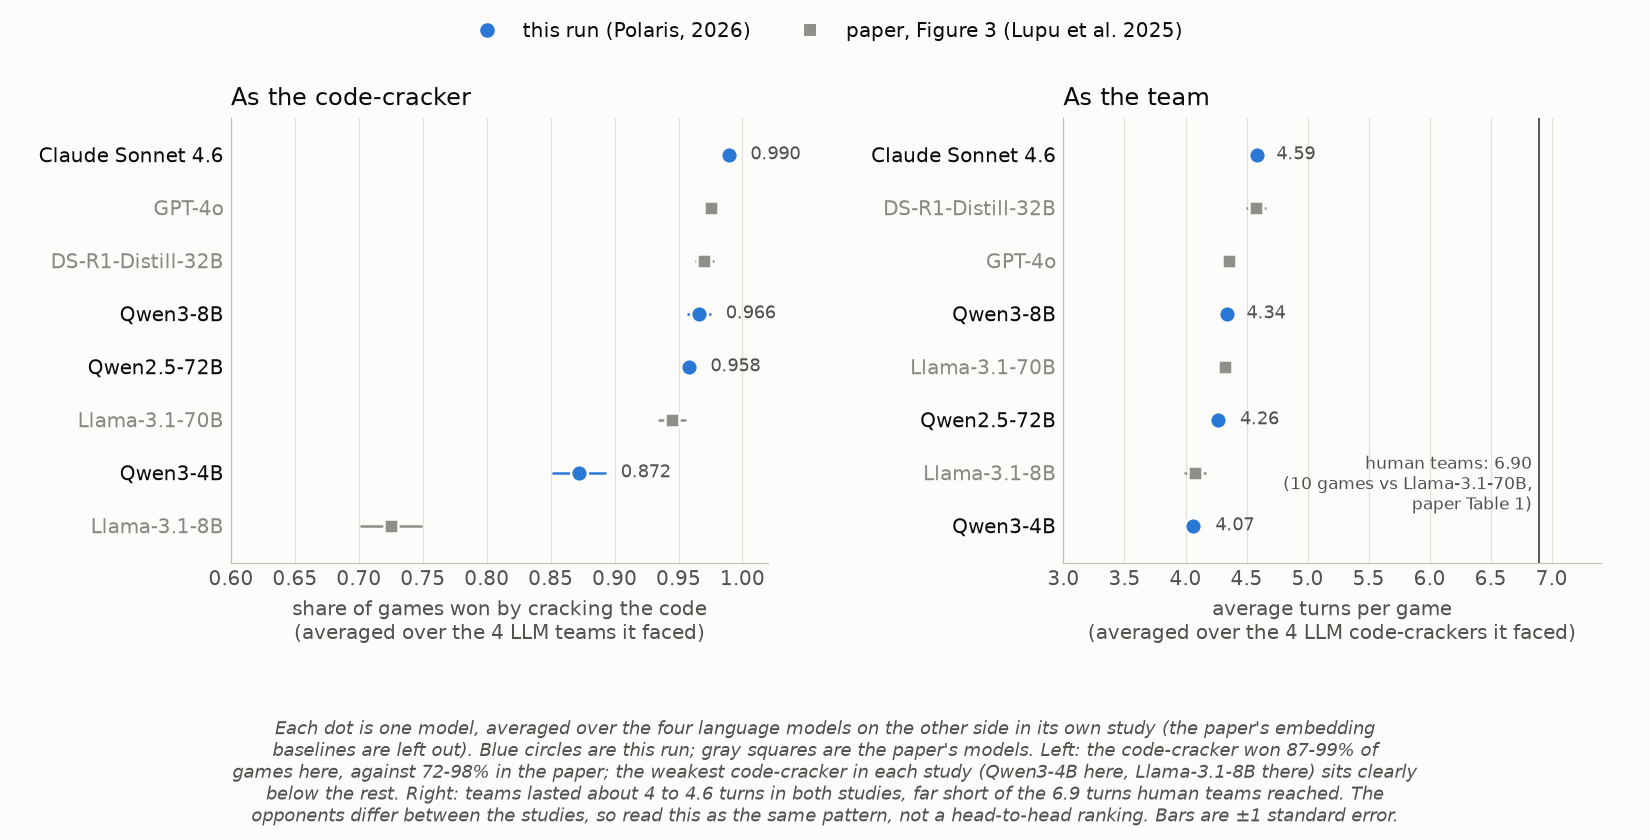 this run (Polaris, 2026)
paper, Figure 3 (Lupu et al. 2025)
As the code-cracker
Claude Sonnet 4.6
0.990
GPT-4o
DS-R1-Distill-32B
Qwen3-8B
0.966
Qwen2.5-72B
0.958
Llama-3.1-70B
Qwen3-4B
0.872
Llama-3.1-8B
0.60 0.65 0.70 0.75 0.80 0.85 0.90 0.95 1.00
share of games won by cracking the code
(averaged over the 4 LLM teams it faced)
As the team
Claude Sonnet 4.6
4.59
DS-R1-Distill-32B
GPT-4o
Qwen3-8B
4.34
Llama-3.1-70B
Qwen2.5-72B
4.26
Llama-3.1-8B
human teams: 6.90
(10 games vs Llama-3.1-70B,
paper Table 1)
Qwen3-4B
4.07
3.0 3.5 4.0 4.5 5.0 5.5 6.0 6.5 7.0
average turns per game
(averaged over the 4 LLM code-crackers it faced)
Each dot is one model, averaged over the four language models on the other side in its own study (the paper's embedding
baselines are left out). Blue circles are this run; gray squares are the paper's models. Left: the code-cracker won 87-99% of
games here, against 72-98% in the paper; the weakest code-cracker in each study (Qwen3-4B here, Llama-3.1-8B there) sits clearly
below the rest. Right: teams lasted about 4 to 4.6 turns in both studies, far short of the 6.9 turns human teams reached. The
opponents differ between the studies, so read this as the same pattern, not a head-to-head ranking. Bars are ±1 standard error.